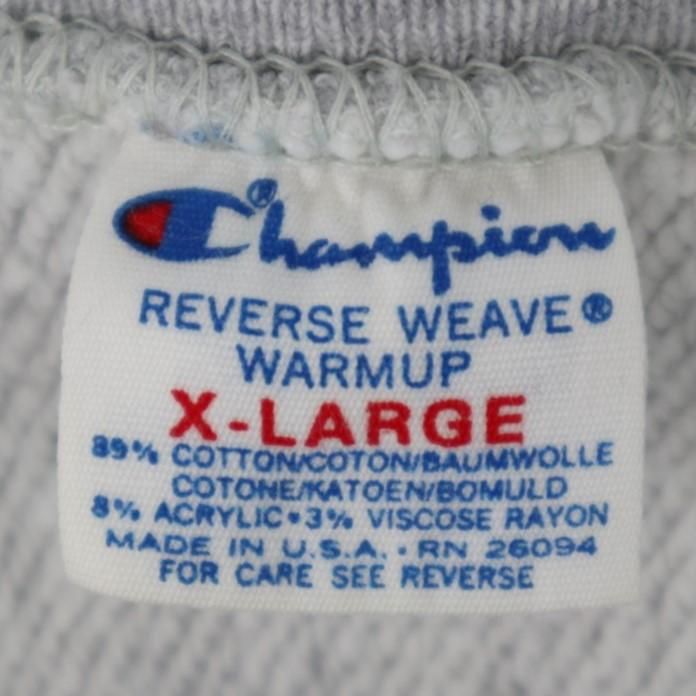 Champion®
REVERSE WEAVE®
WARMUP
X-LARGE
89% COTTON/COTON/BAUMWOLLE
COTONE/KATOEN/BOMULD
8% ACRYLIC • 3% VISCOSE RAYON
MADE IN U.S.A. • RN 26094
FOR CARE SEE REVERSE